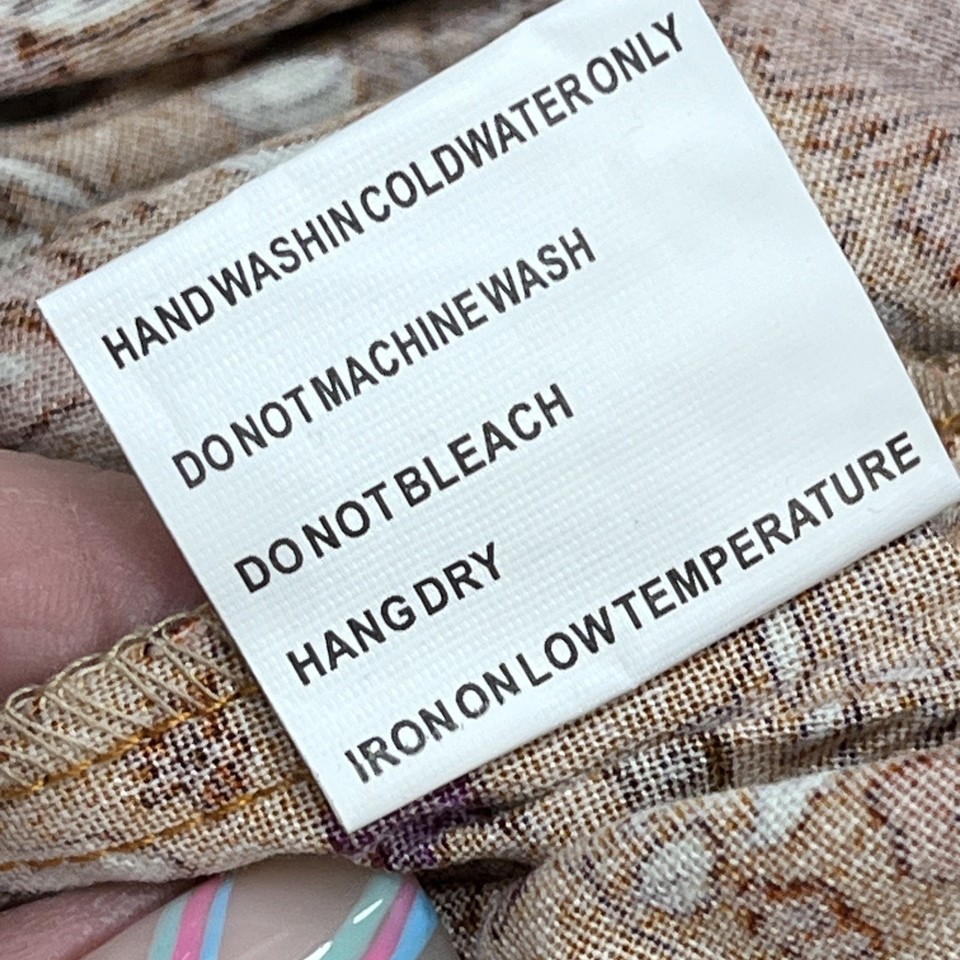 HAND WASH IN COLD WATER ONLY
DO NOT MACHINE WASH
DO NOT BLEACH
HANG DRY
IRON ON LOW TEMPERATURE